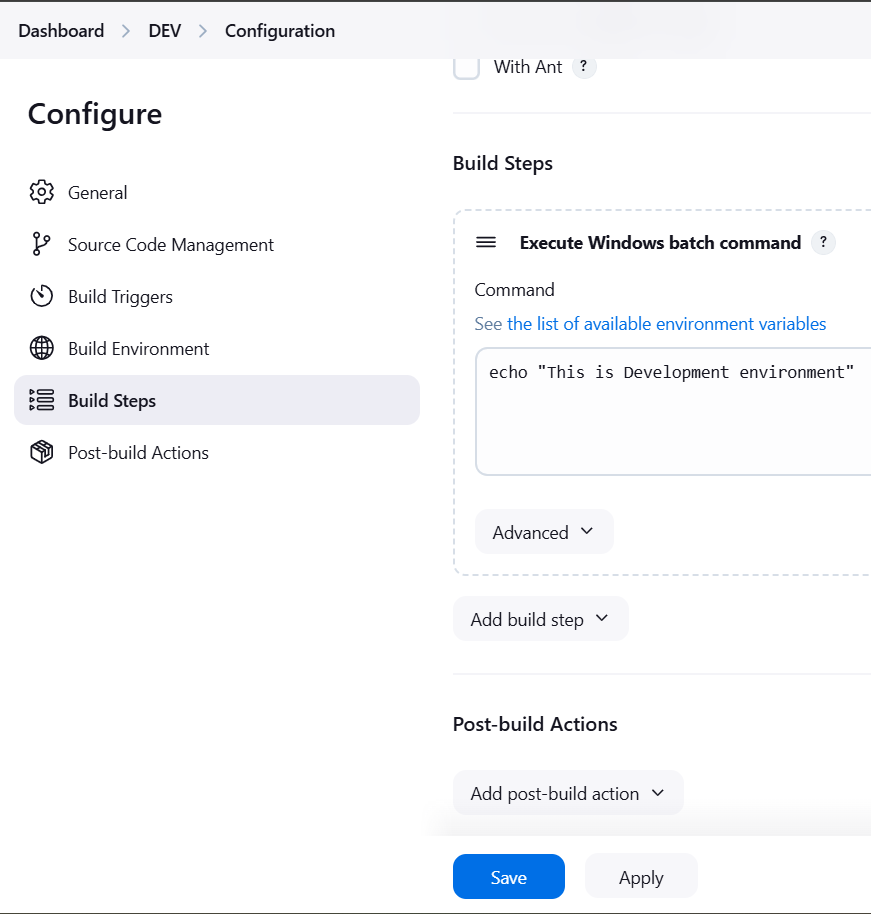 Dashboard > DEV > Configuration
Configure
General
Source Code Management
Build Triggers
Build Environment
Build Steps
Post-build Actions
With Ant ?
Build Steps
Execute Windows batch command ?
Command
See the list of available environment variables
echo "This is Development environment"
Advanced
Add build step
Post-build Actions
Add post-build action
Save
Apply